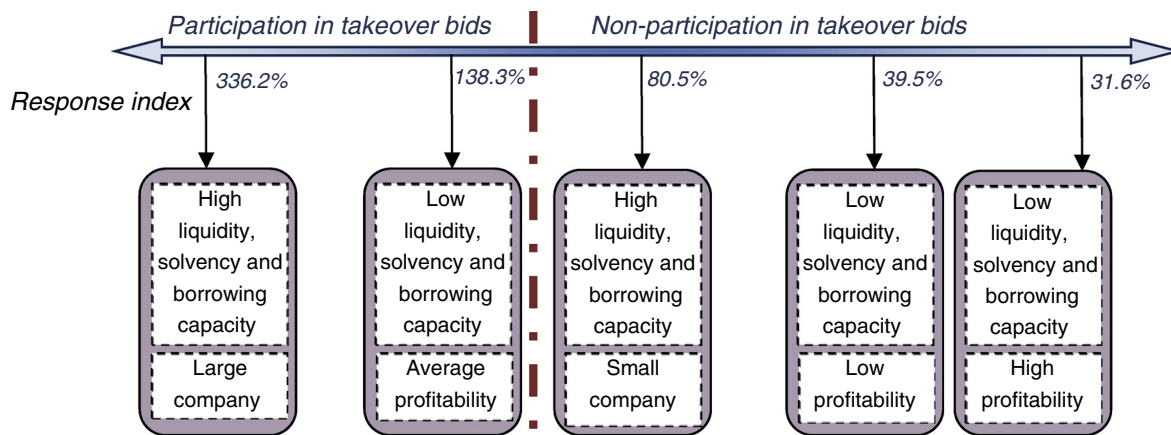 Participation in takeover bids
Non-participation in takeover bids
Response index
336.2%
138.3%
80.5%
39.5%
31.6%
High
liquidity,
solvency and
borrowing
capacity
Large
company
Low
liquidity,
solvency and
borrowing
capacity
Average
profitability
High
liquidity,
solvency and
borrowing
capacity
Small
company
Low
liquidity,
solvency and
borrowing
capacity
Low
profitability
Low
liquidity,
solvency and
borrowing
capacity
High
profitability